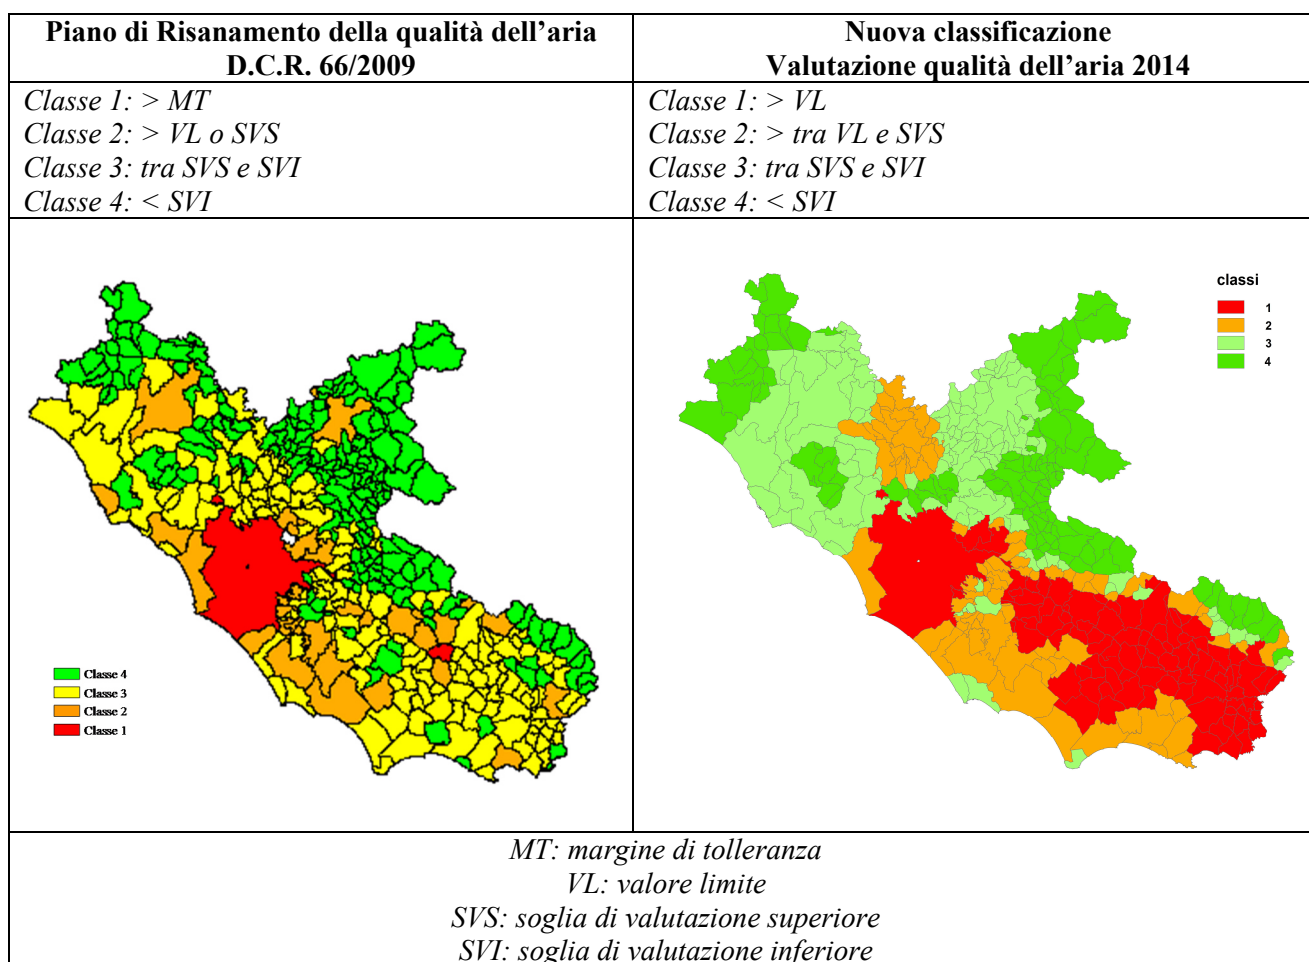 Piano di Risanamento della qualità dell’aria
D.C.R. 66/2009
Nuova classificazione
Valutazione qualità dell’aria 2014
Classe 1: > MT
Classe 2: > VL o SVS
Classe 3: tra SVS e SVI
Classe 4: < SVI
Classe 1: > VL
Classe 2: > tra VL e SVS
Classe 3: tra SVS e SVI
Classe 4: < SVI
Classe 4
Classe 3
Classe 2
Classe 1
classi
1
2
3
4
MT: margine di tolleranza
VL: valore limite
SVS: soglia di valutazione superiore
SVI: soglia di valutazione inferiore